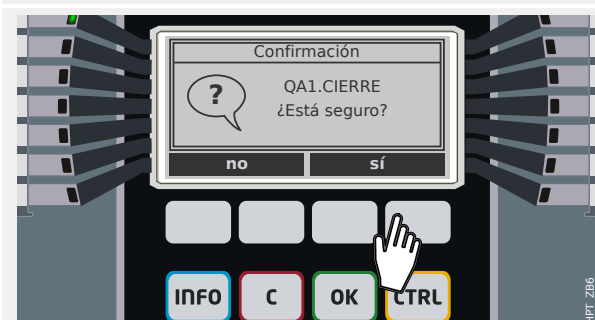 Confirmación
?
QA1.CIERRE
¿Está seguro?
no sí
INFO C OK CTRL
HPT_ZB6